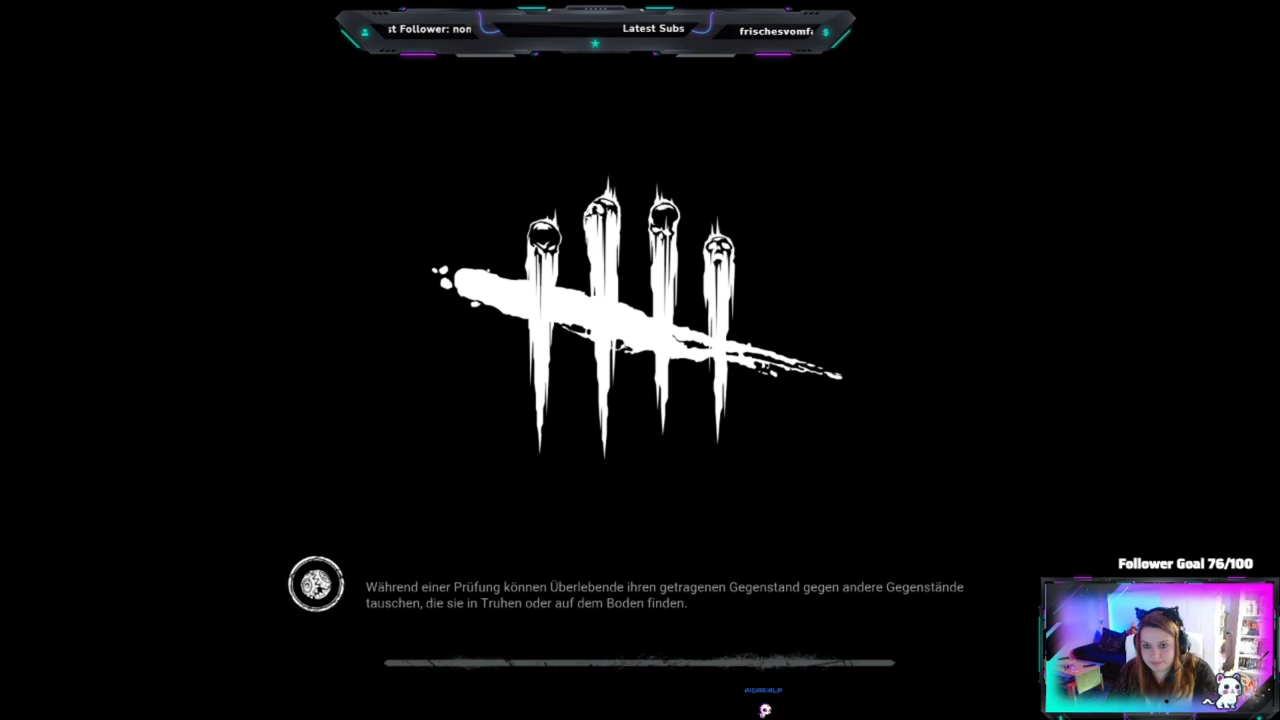 st Follower: non
Latest Subs
frischesvomfa
Während einer Prüfung können Überlebende ihren getragenen Gegenstand gegen andere Gegenstände
tauschen, die sie in Truhen oder auf dem Boden finden.
Follower Goal 76/100